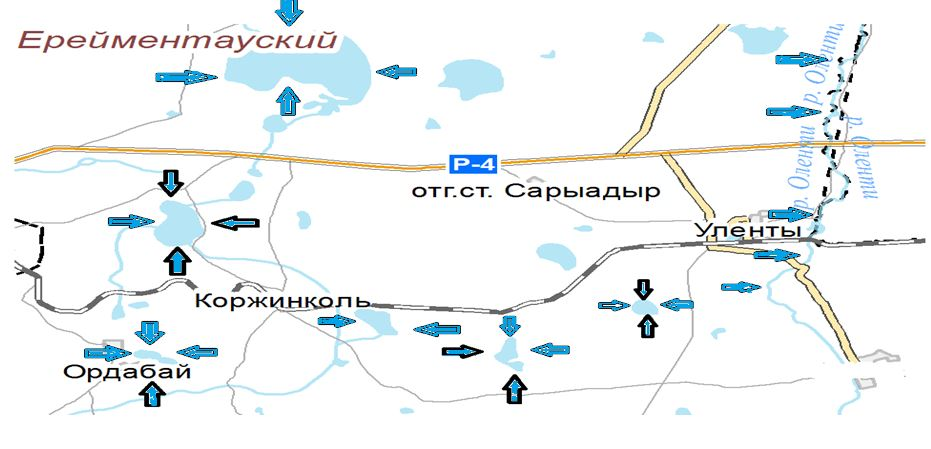 Ерейментауский
р. Оленти
р. Оленти
Р-4
р. Оленти
отг.ст. Сарыадыр
Уленты
Коржинколь
Ордабай